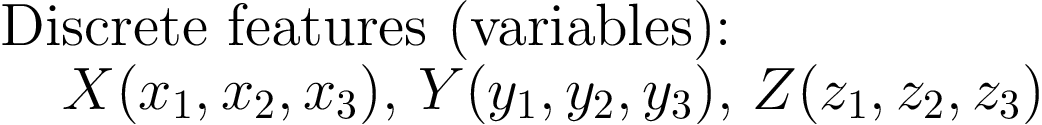 Discrete features (variables):
X(x₁, x₂, x₃), Y(y₁, y₂, y₃), Z(z₁, z₂, z₃)